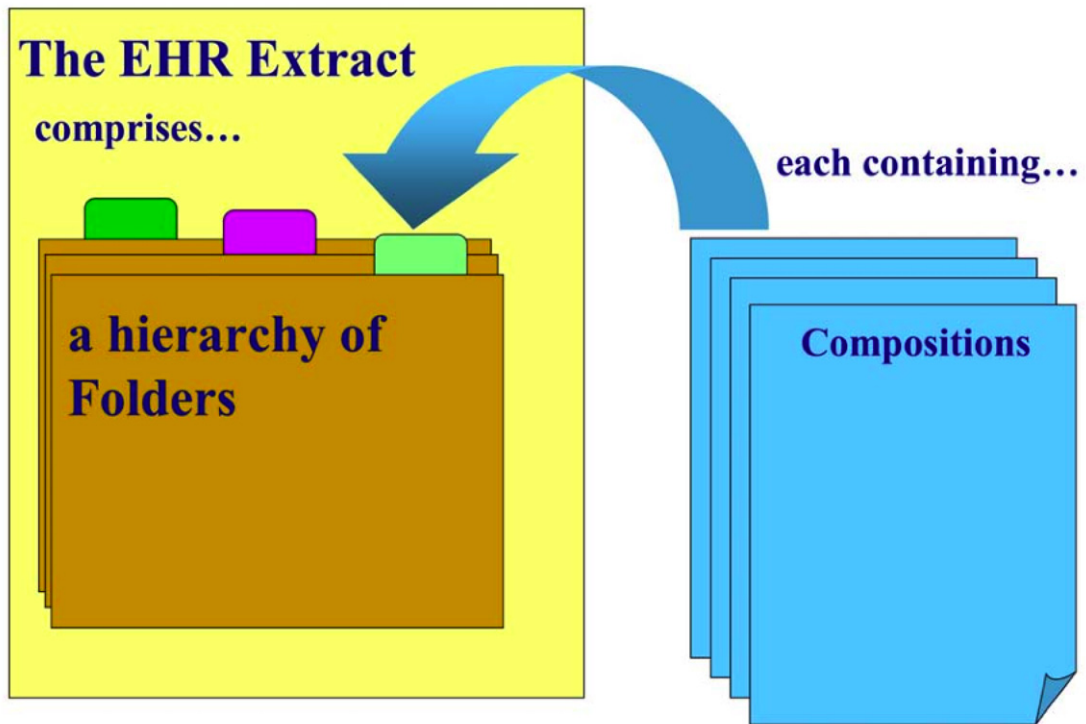 The EHR Extract
comprises…
each containing…
a hierarchy of
Folders
Compositions